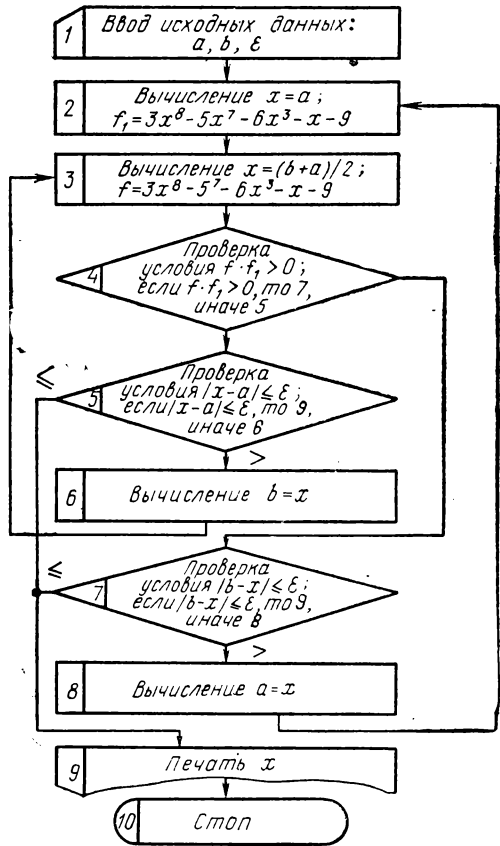 1
Ввод исходных данных:
a, b, ε
2
Вычисление x=a;
f₁=3x⁸-5x⁷-6x³-x-9
3
Вычисление x=(b+a)/2;
f=3x⁸-5⁷-6x³-x-9
4
Проверка
условия f·f₁>0;
если f·f₁>0, то 7,
иначе 5
≤
5
Проверка
условия |x-a|≤ε;
если |x-a|≤ε, то 9,
иначе 6
>
6
Вычисление b=x
≤
7
Проверка
условия |b-x|≤ε;
если |b-x|≤ε, то 9,
иначе 8
>
8
Вычисление a=x
9
Печать x
10
Стоп